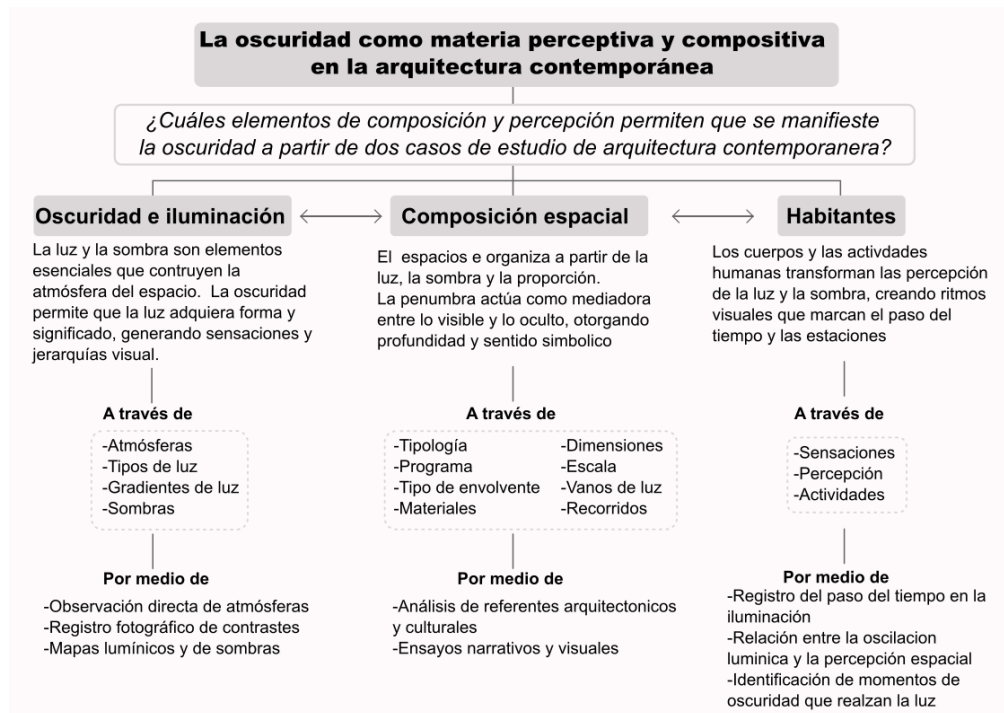 La oscuridad como materia perceptiva y compositiva
en la arquitectura contemporánea
¿Cuáles elementos de composición y percepción permiten que se manifieste
la oscuridad a partir de dos casos de estudio de arquitectura contemporanera?
Oscuridad e iluminación
La luz y la sombra son elementos
esenciales que contruyen la
atmósfera del espacio. La oscuridad
permite que la luz adquiera forma y
significado, generando sensaciones y
jerarquías visual.
A través de
-Atmósferas
-Tipos de luz
-Gradientes de luz
-Sombras
Por medio de
-Observación directa de atmósferas
-Registro fotográfico de contrastes
-Mapas lumínicos y de sombras
Composición espacial
El espacios e organiza a partir de la
luz, la sombra y la proporción.
La penumbra actúa como mediadora
entre lo visible y lo oculto, otorgando
profundidad y sentido simbolico
A través de
-Tipología
-Programa
-Tipo de envolvente
-Materiales
-Dimensiones
-Escala
-Vanos de luz
-Recorridos
Por medio de
-Análisis de referentes arquitectonicos
y culturales
-Ensayos narrativos y visuales
Habitantes
Los cuerpos y las activdades
humanas transforman las percepción
de la luz y la sombra, creando ritmos
visuales que marcan el paso del
tiempo y las estaciones
A través de
-Sensaciones
-Percepción
-Actividades
Por medio de
-Registro del paso del tiempo en la
iluminación
-Relación entre la oscilacion
luminica y la percepción espacial
-Identificación de momentos de
oscuridad que realzan la luz